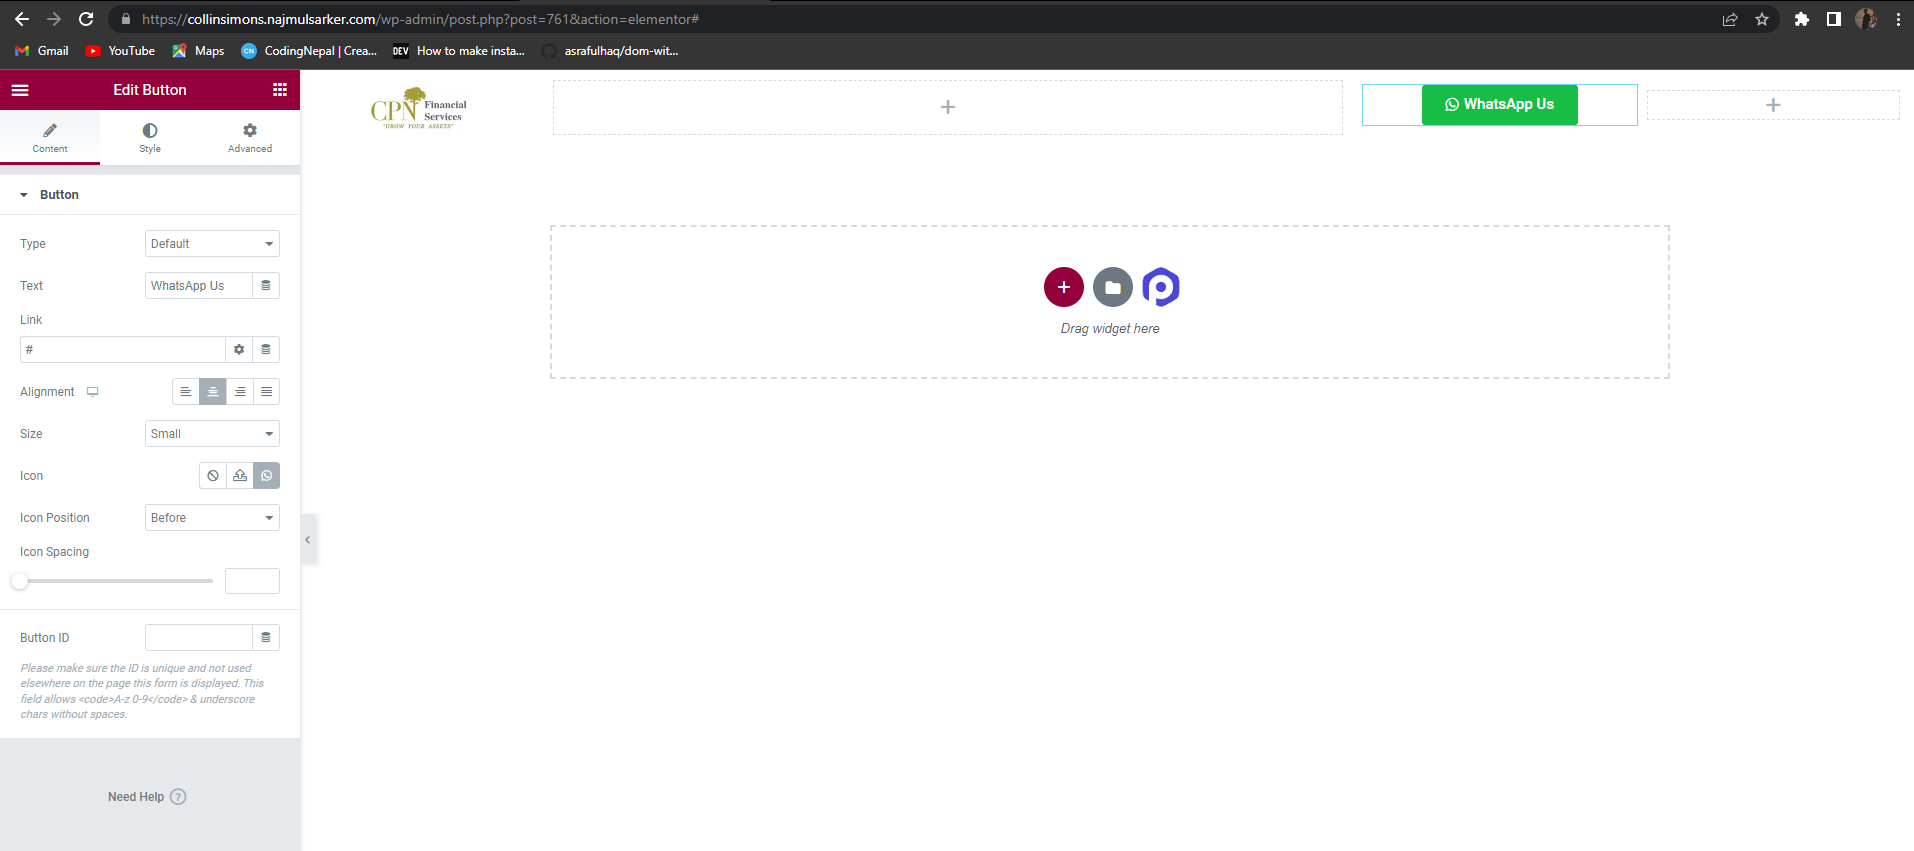 https://collinsimons.najmulsarker.com/wp-admin/post.php?post=761&action=elementor#
Gmail YouTube Maps CN CodingNepal | Crea... DEV How to make insta... asrafulhaq/dom-wit...
Edit Button
Content Style Advanced
Button
Type Default
Text WhatsApp Us
Link
#
Alignment
Size Small
Icon
Icon Position Before
Icon Spacing
Button ID
Please make sure the ID is unique and not used
elsewhere on the page this form is displayed. This
field allows <code>A-z 0-9</code> & underscore
chars without spaces.
Need Help ?
CPN Financial
Services
"GROW YOUR ASSETS"
WhatsApp Us
Drag widget here